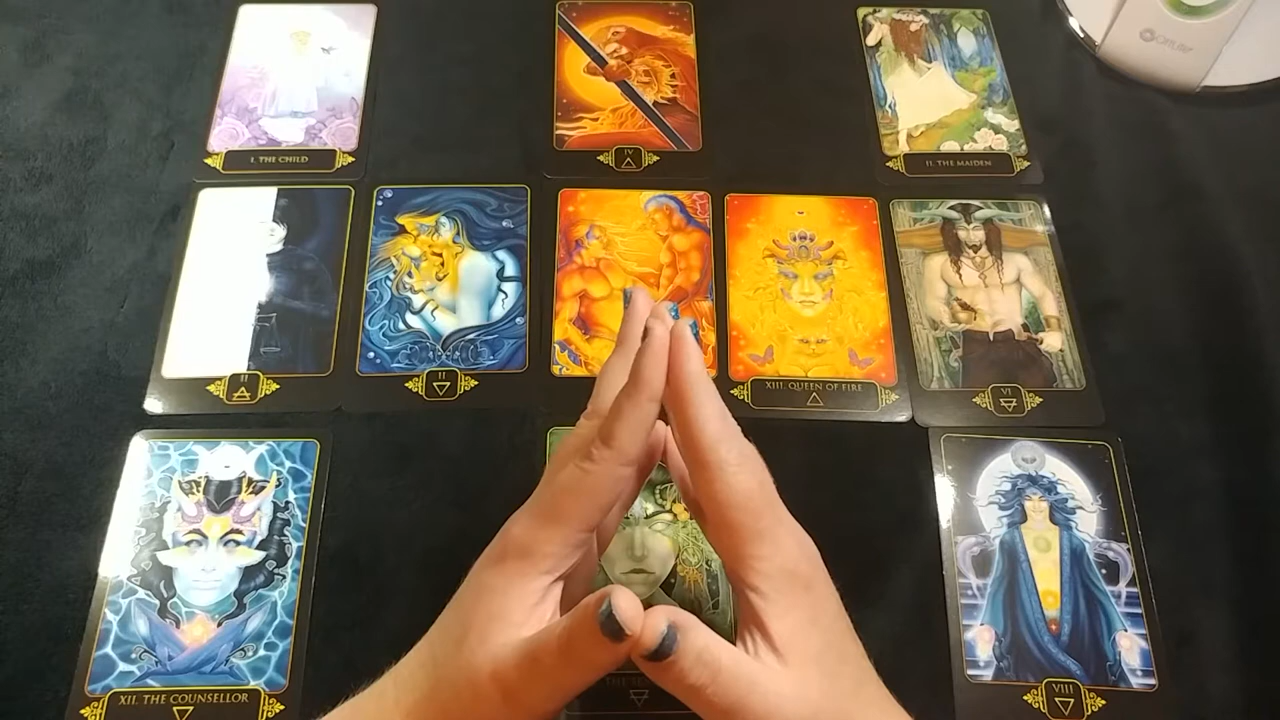 I. THE CHILD
IV
II. THE MAIDEN
II
II
XIII. QUEEN OF FIRE
VI
XII. THE COUNSELLOR
VIII